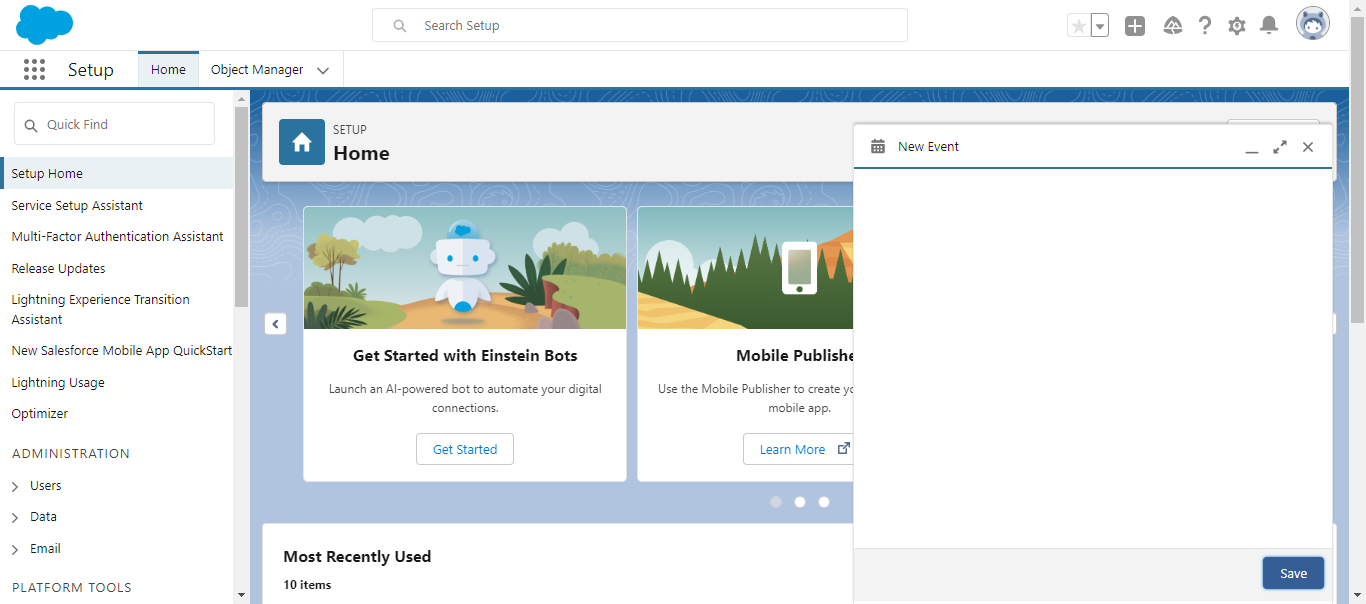 Search Setup
Setup
Home
Object Manager
Quick Find
Setup Home
Service Setup Assistant
Multi-Factor Authentication Assistant
Release Updates
Lightning Experience Transition
Assistant
New Salesforce Mobile App QuickStart
Lightning Usage
Optimizer
ADMINISTRATION
Users
Data
Email
PLATFORM TOOLS
SETUP
Home
Get Started with Einstein Bots
Launch an AI-powered bot to automate your digital
connections.
Get Started
Mobile Publishe
Use the Mobile Publisher to create yo
mobile app.
Learn More
Most Recently Used
10 items
New Event
Save